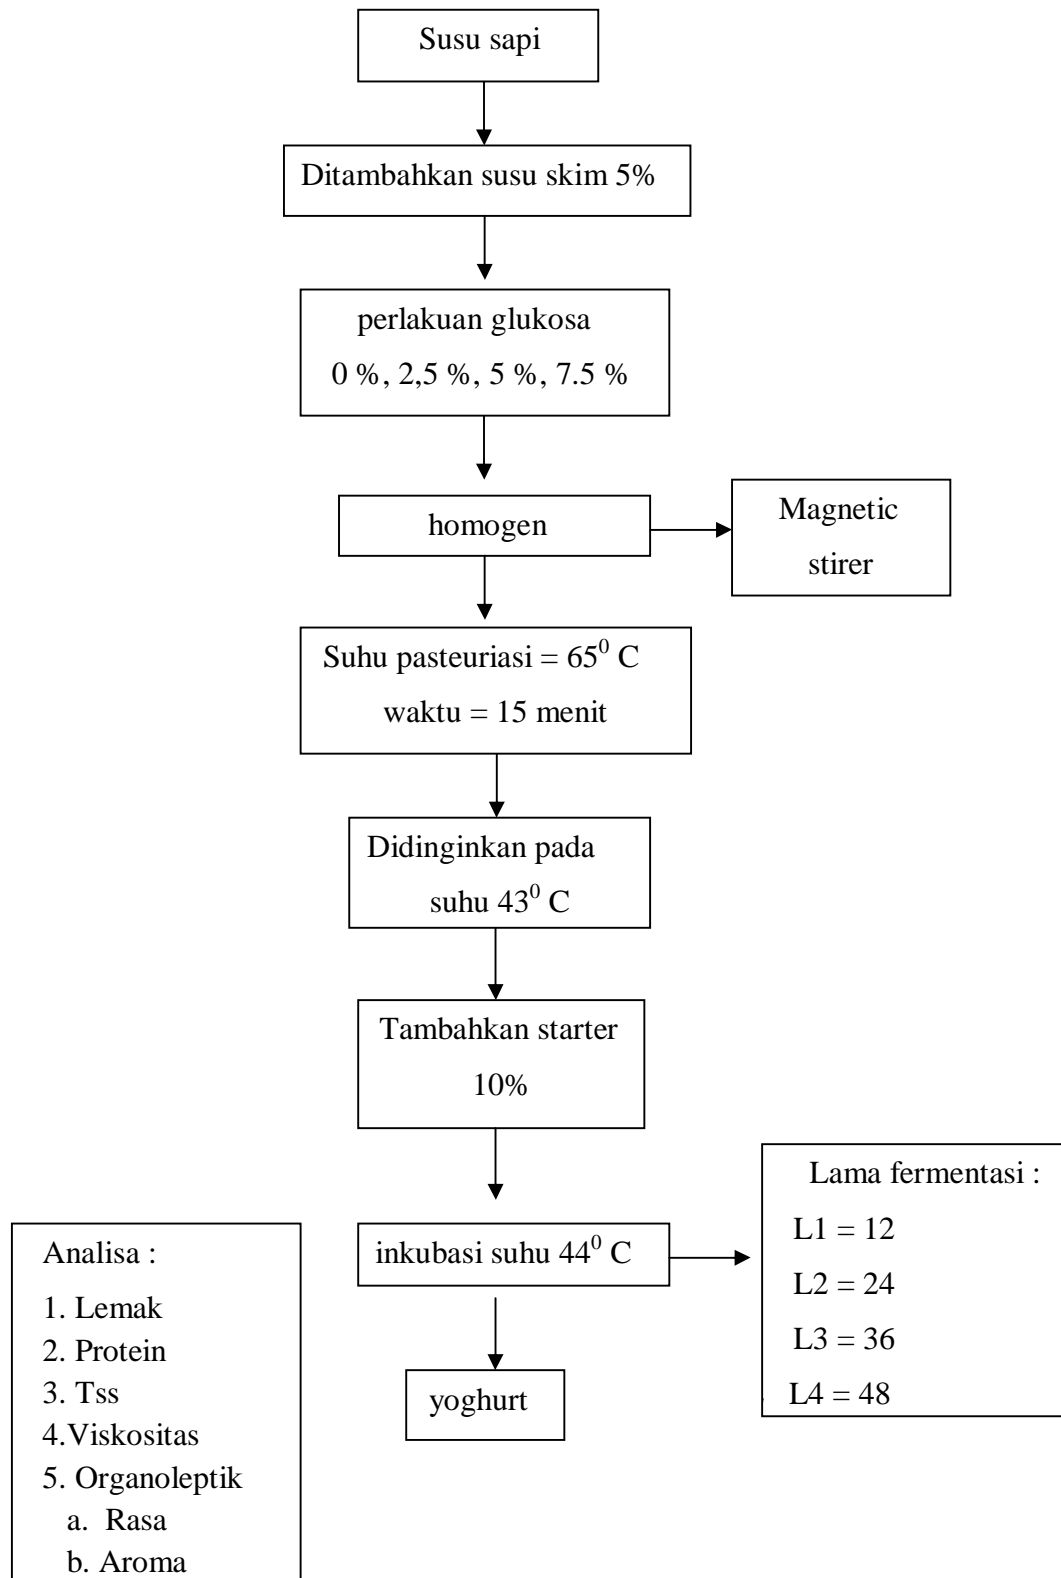 Susu sapi
Ditambahkan susu skim 5%
perlakuan glukosa
0 %, 2,5 %, 5 %, 7.5 %
homogen
Magnetic
stirer
Suhu pasteuriasi = 65⁰ C
waktu = 15 menit
Didinginkan pada
suhu 43⁰ C
Tambahkan starter
10%
inkubasi suhu 44⁰ C
Lama fermentasi :
L1 = 12
L2 = 24
L3 = 36
L4 = 48
yoghurt
Analisa :
1. Lemak
2. Protein
3. Tss
4.Viskositas
5. Organoleptik
a. Rasa
b. Aroma